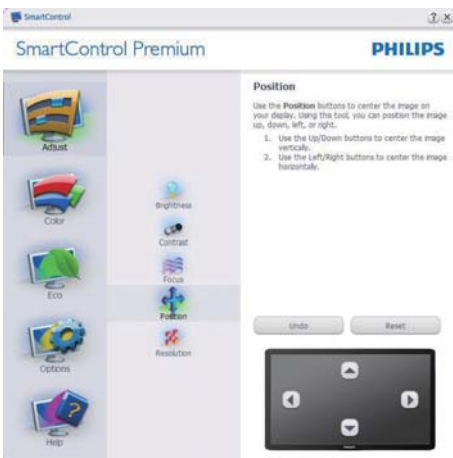 SmartControl
? x
SmartControl Premium
PHILIPS
Adjust
Color
Eco
Options
Help
Brightness
Contrast
Focus
Position
Resolution
Position
Use the Position buttons to center the image on
your display. Using this tool, you can position the image
up, down, left, or right.
1. Use the Up/Down buttons to center the image
vertically.
2. Use the Left/Right buttons to center the image
horizontally.
Undo
Reset